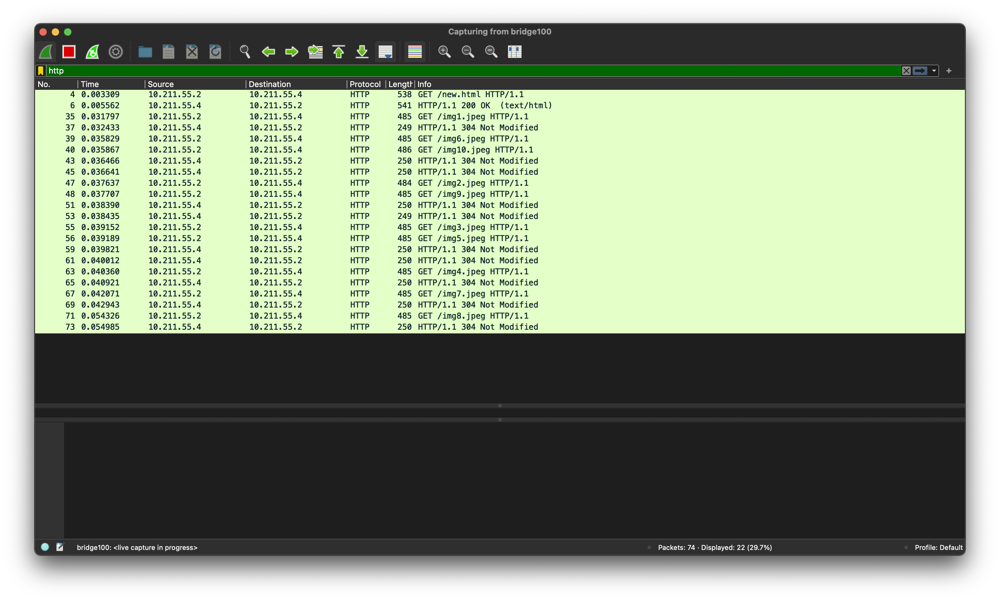 Capturing from bridge100
http
No. Time Source Destination Protocol Length Info
4 0.003309 10.211.55.2 10.211.55.4 HTTP 538 GET /new.html HTTP/1.1
6 0.005562 10.211.55.4 10.211.55.2 HTTP 541 HTTP/1.1 200 OK (text/html)
35 0.031797 10.211.55.2 10.211.55.4 HTTP 485 GET /img1.jpeg HTTP/1.1
37 0.032433 10.211.55.4 10.211.55.2 HTTP 249 HTTP/1.1 304 Not Modified
39 0.035829 10.211.55.2 10.211.55.4 HTTP 485 GET /img6.jpeg HTTP/1.1
40 0.035867 10.211.55.2 10.211.55.4 HTTP 486 GET /img10.jpeg HTTP/1.1
43 0.036466 10.211.55.4 10.211.55.2 HTTP 250 HTTP/1.1 304 Not Modified
45 0.036641 10.211.55.4 10.211.55.2 HTTP 250 HTTP/1.1 304 Not Modified
47 0.037637 10.211.55.2 10.211.55.4 HTTP 484 GET /img2.jpeg HTTP/1.1
48 0.037707 10.211.55.2 10.211.55.4 HTTP 485 GET /img9.jpeg HTTP/1.1
51 0.038390 10.211.55.4 10.211.55.2 HTTP 250 HTTP/1.1 304 Not Modified
53 0.038435 10.211.55.4 10.211.55.2 HTTP 249 HTTP/1.1 304 Not Modified
55 0.039152 10.211.55.2 10.211.55.4 HTTP 485 GET /img3.jpeg HTTP/1.1
56 0.039189 10.211.55.2 10.211.55.4 HTTP 485 GET /img5.jpeg HTTP/1.1
59 0.039821 10.211.55.4 10.211.55.2 HTTP 250 HTTP/1.1 304 Not Modified
61 0.040012 10.211.55.4 10.211.55.2 HTTP 250 HTTP/1.1 304 Not Modified
63 0.040360 10.211.55.2 10.211.55.4 HTTP 485 GET /img4.jpeg HTTP/1.1
65 0.040921 10.211.55.4 10.211.55.2 HTTP 250 HTTP/1.1 304 Not Modified
67 0.042071 10.211.55.2 10.211.55.4 HTTP 485 GET /img7.jpeg HTTP/1.1
69 0.042943 10.211.55.4 10.211.55.2 HTTP 250 HTTP/1.1 304 Not Modified
71 0.054326 10.211.55.2 10.211.55.4 HTTP 485 GET /img8.jpeg HTTP/1.1
73 0.054985 10.211.55.4 10.211.55.2 HTTP 250 HTTP/1.1 304 Not Modified
bridge100: <live capture in progress> Packets: 74 · Displayed: 22 (29.7%) Profile: Default